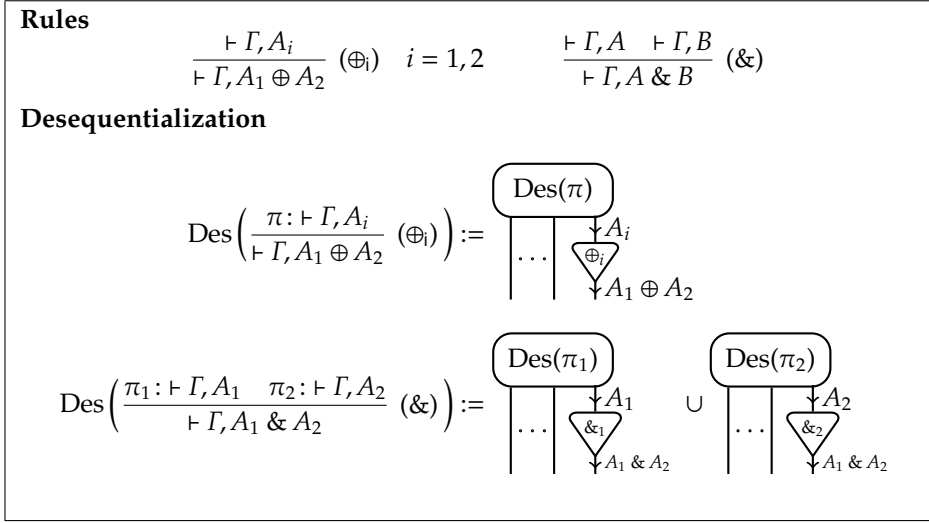 Rules
⊢ Γ, A_i
⊢ Γ, A_1 ⊕ A_2 (⊕_i) i = 1, 2
⊢ Γ, A ⊢ Γ, B
⊢ Γ, A & B (&)
Desequentialization
Des( π : ⊢ Γ, A_i
⊢ Γ, A_1 ⊕ A_2 (⊕_i) ) :=
Des(π)
A_i
... ⊕_i
A_1 ⊕ A_2
Des( π_1 : ⊢ Γ, A_1 π_2 : ⊢ Γ, A_2
⊢ Γ, A_1 & A_2 (&) ) :=
Des(π_1)
A_1
... &_1
A_1 & A_2
∪
Des(π_2)
A_2
... &_2
A_1 & A_2